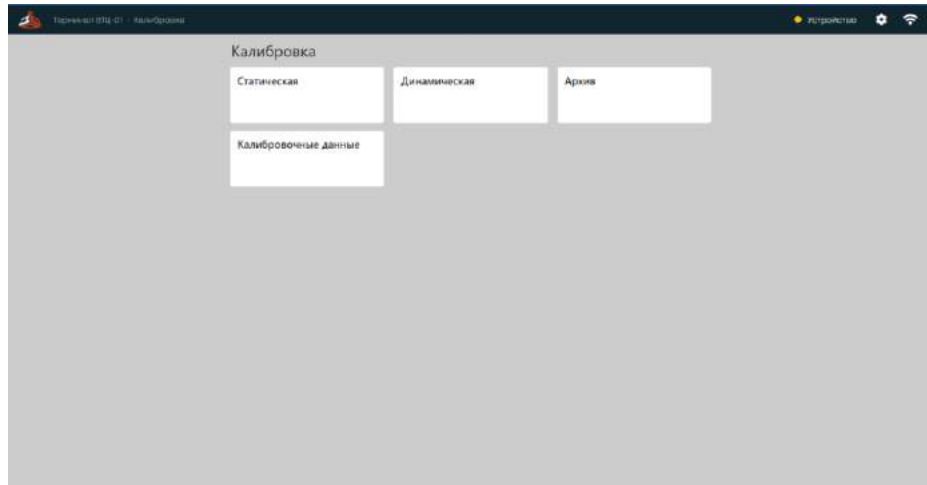 Терминал ВТЦ-01 - Калибровка
Устройство
Калибровка
Статическая
Динамическая
Архив
Калибровочные данные